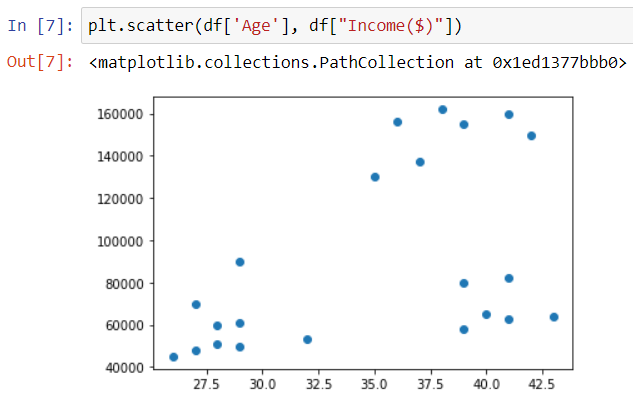 In [7]: plt.scatter(df['Age'], df["Income($)"])
Out[7]: <matplotlib.collections.PathCollection at 0x1ed1377bbb0>
160000
140000
120000
100000
80000
60000
40000
27.5 30.0 32.5 35.0 37.5 40.0 42.5